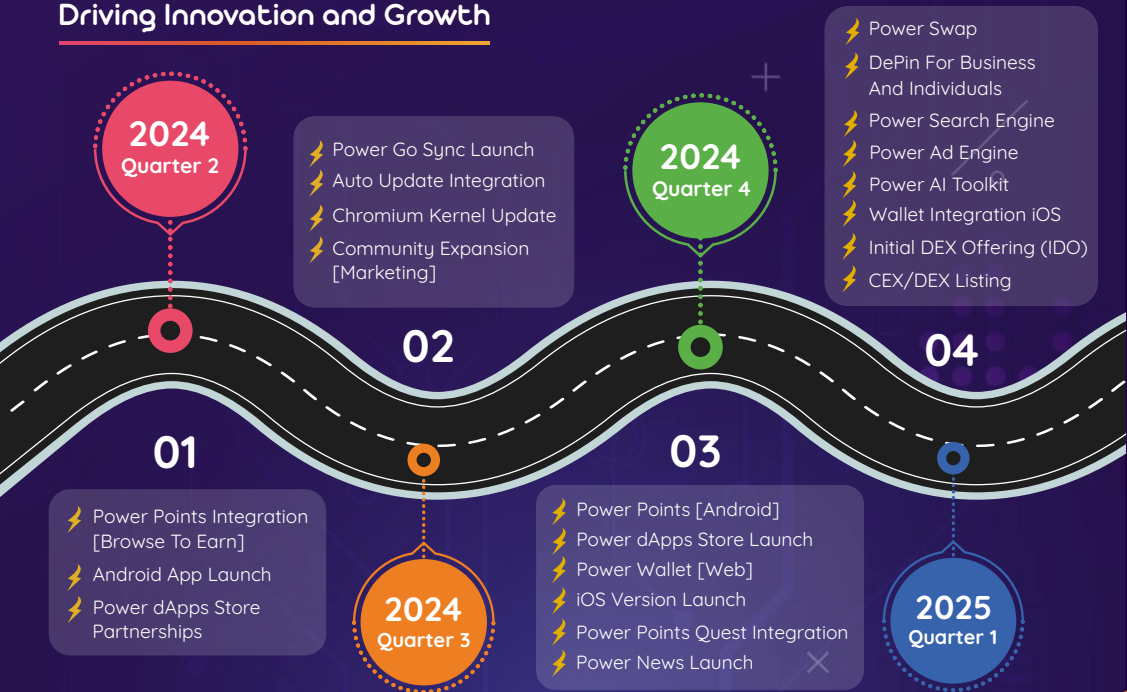 Driving Innovation and Growth
2024
Quarter 2
01
Power Points Integration
[Browse To Earn]
Android App Launch
Power dApps Store
Partnerships
Power Go Sync Launch
Auto Update Integration
Chromium Kernel Update
Community Expansion
[Marketing]
02
2024
Quarter 3
2024
Quarter 4
03
Power Points [Android]
Power dApps Store Launch
Power Wallet [Web]
iOS Version Launch
Power Points Quest Integration
Power News Launch
Power Swap
DePin For Business
And Individuals
Power Search Engine
Power Ad Engine
Power AI Toolkit
Wallet Integration iOS
Initial DEX Offering (IDO)
CEX/DEX Listing
04
2025
Quarter 1